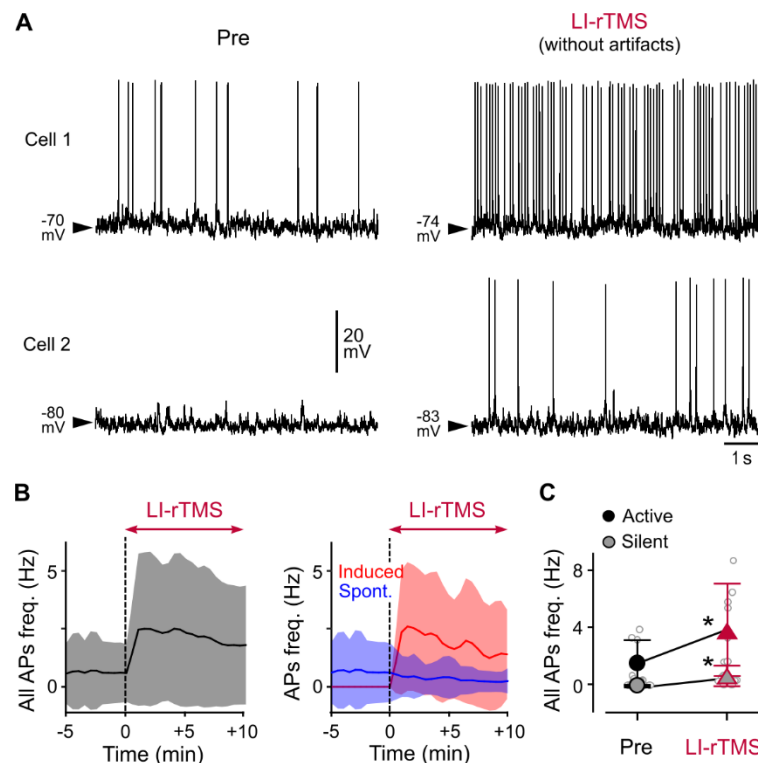 A
Pre
LI-rTMS
(without artifacts)
Cell 1
-70
mV
-74
mV
Cell 2
20
mV
-80
mV
-83
mV
1 s
B
LI-rTMS
LI-rTMS
C
Active
Silent
All APs freq. (Hz)
5
0
-5
0
+5
+10
Time (min)
APs freq. (Hz)
5
0
Induced
Spont.
-5
0
+5
+10
Time (min)
All APs freq. (Hz)
8
4
0
*
*
Pre
LI-rTMS